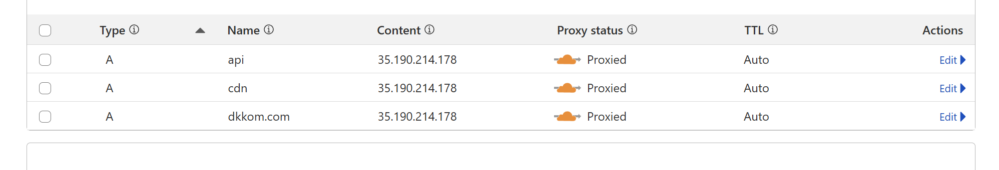 Type Name Content Proxy status TTL Actions
A api 35.190.214.178 Proxied Auto Edit
A cdn 35.190.214.178 Proxied Auto Edit
A dkkom.com 35.190.214.178 Proxied Auto Edit